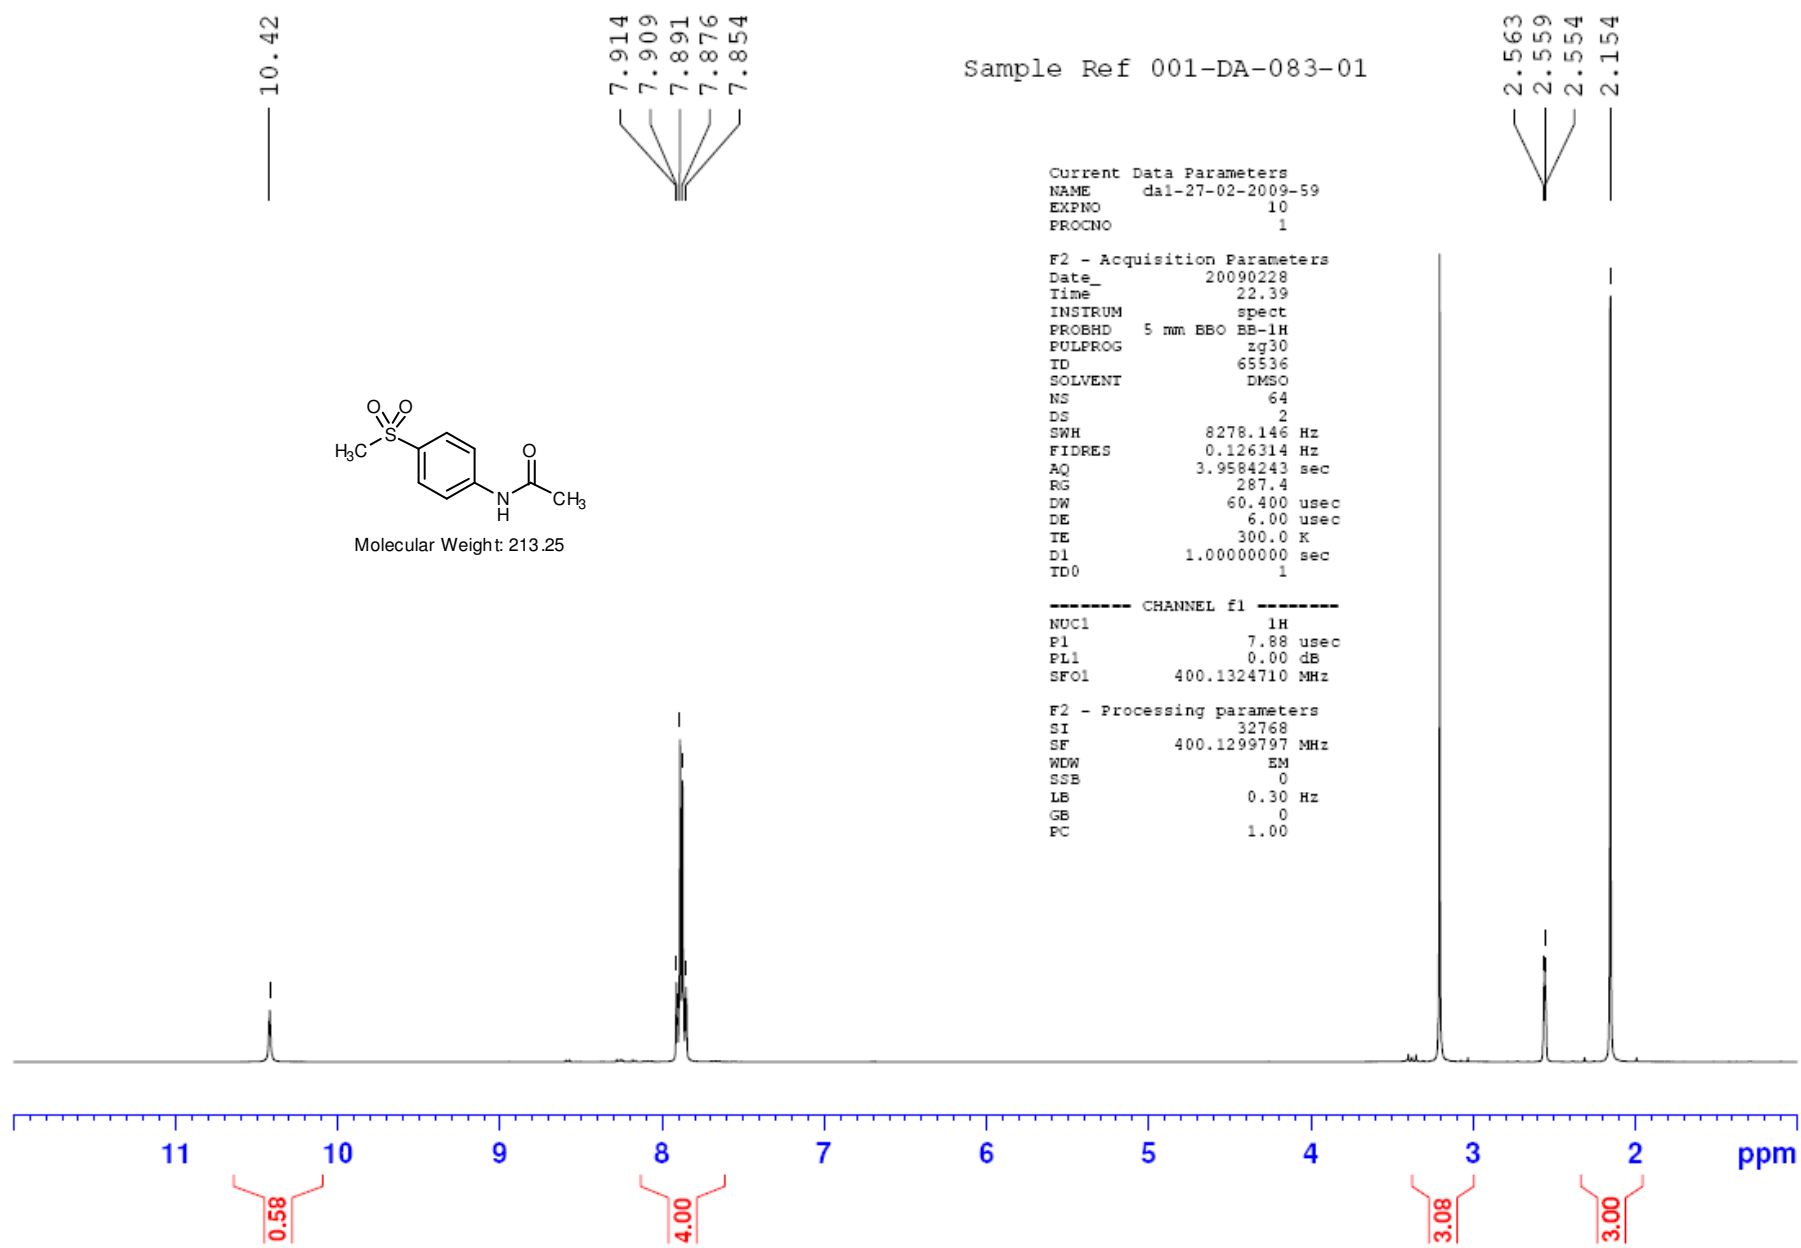 10.42
7.914
7.909
7.891
7.876
7.854
Sample Ref 001-DA-083-01
2.563
2.559
2.554
2.154
Current Data Parameters
NAME da1-27-02-2009-59
EXPNO 10
PROCNO 1
F2 - Acquisition Parameters
Date_ 20090228
Time 22.39
INSTRUM spect
PROBHD 5 mm BBO BB-1H
PULPROG zg30
TD 65536
SOLVENT DMSO
NS 64
DS 2
SWH 8278.146 Hz
FIDRES 0.126314 Hz
AQ 3.9584243 sec
RG 287.4
DW 60.400 usec
DE 6.00 usec
TE 300.0 K
D1 1.00000000 sec
TD0 1
======== CHANNEL f1 ========
NUC1 1H
P1 7.88 usec
PL1 0.00 dB
SFO1 400.1324710 MHz
F2 - Processing parameters
SI 32768
SF 400.1299797 MHz
WDW EM
SSB 0
LB 0.30 Hz
GB 0
PC 1.00
O O
S
H3C
O
N
H
CH3
Molecular Weight: 213.25
11 10 9 8 7 6 5 4 3 2 ppm
0.58
4.00
3.08
3.00